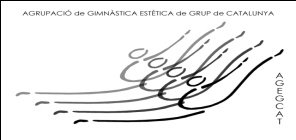 AGRUPACIÓ de GIMNÀSTICA ESTÈTICA de GRUP de CATALUNYA
AGEGCAT